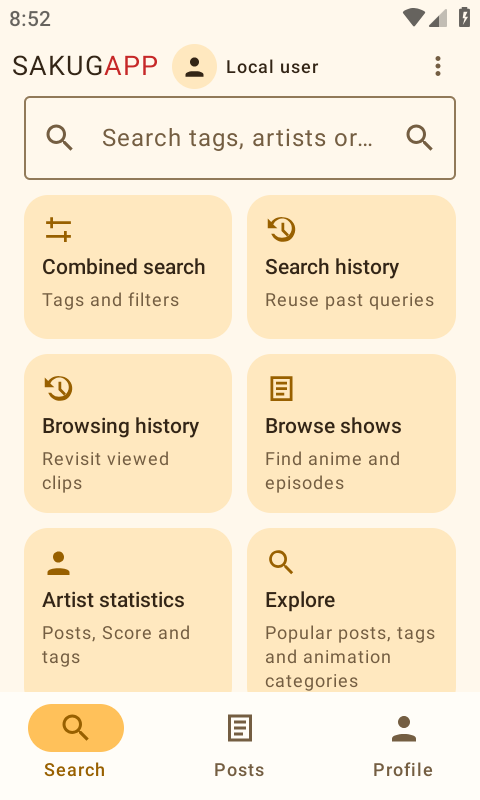 8:52
SAKUGAPP Local user
Search tags, artists or…
Combined search
Tags and filters
Search history
Reuse past queries
Browsing history
Revisit viewed
clips
Browse shows
Find anime and
episodes
Artist statistics
Posts, Score and
tags
Explore
Popular posts, tags
and animation
categories
Search
Posts
Profile